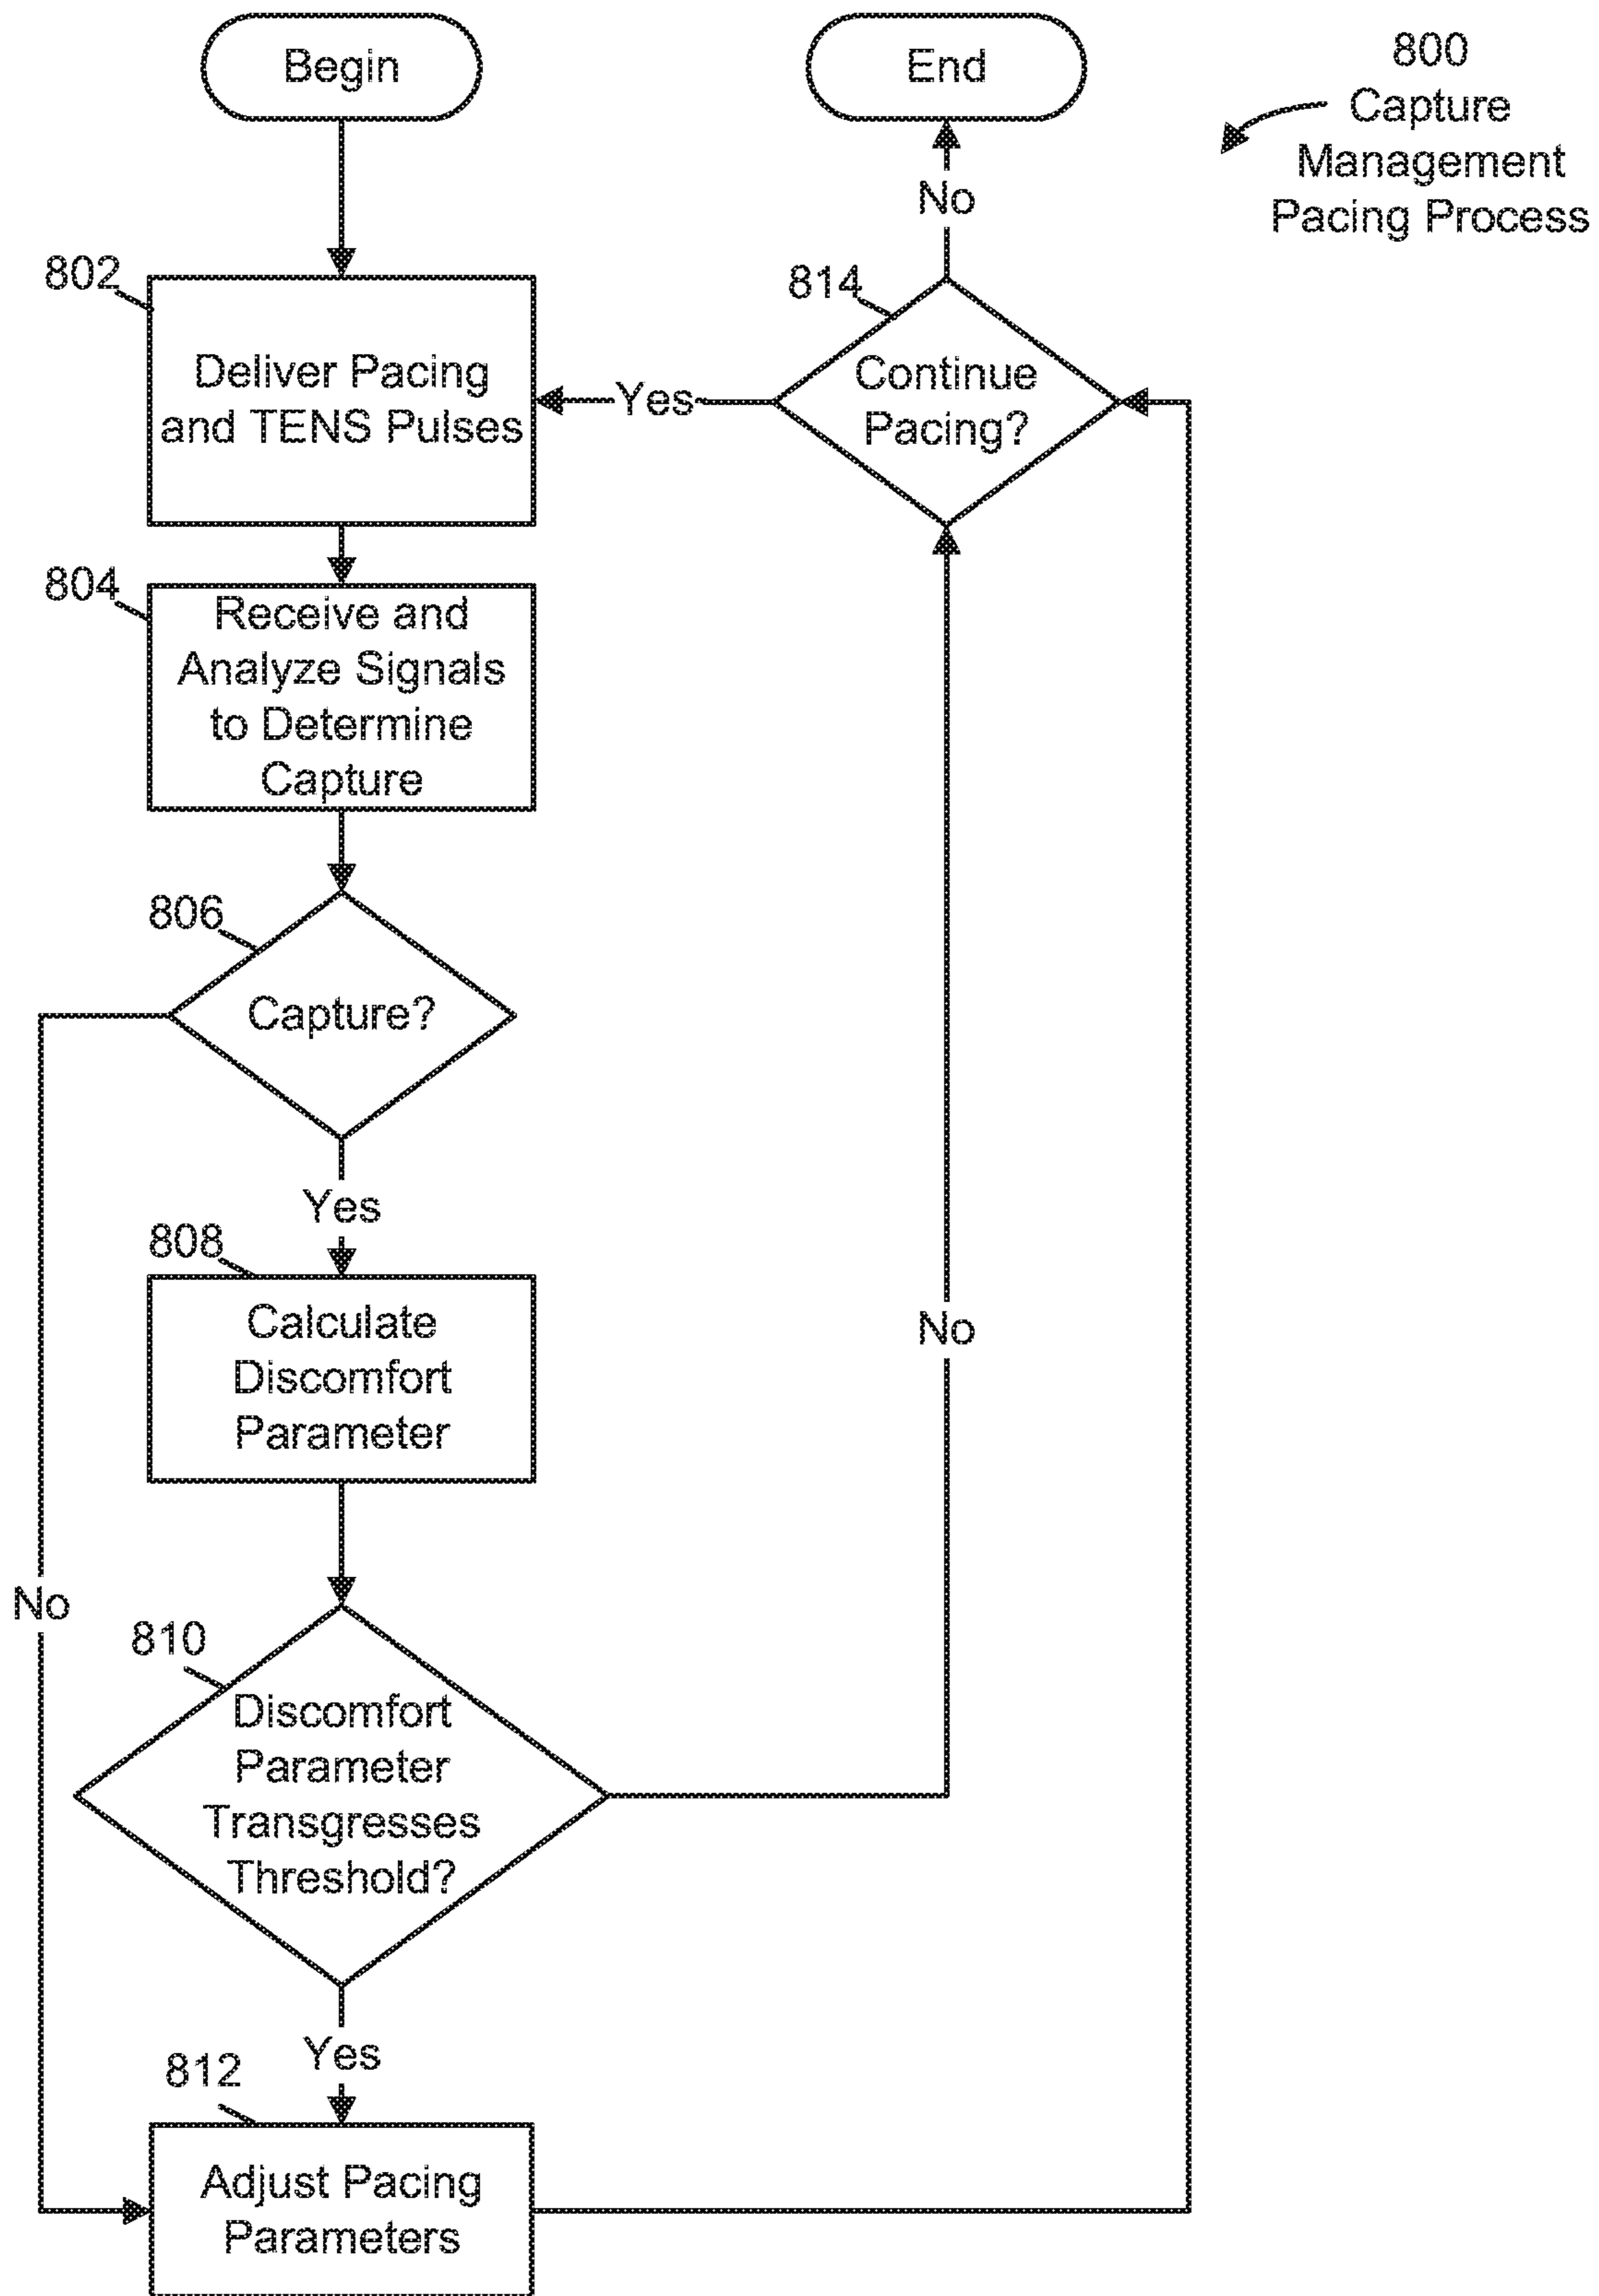 Begin
End
800
Capture
Management
Pacing Process
No
802
814
Deliver Pacing
and TENS Pulses
Yes
Continue
Pacing?
804
Receive and
Analyze Signals
to Determine
Capture
806
Capture?
Yes
808
Calculate
Discomfort
Parameter
No
No
810
Discomfort
Parameter
Transgresses
Threshold?
Yes
812
Adjust Pacing
Parameters